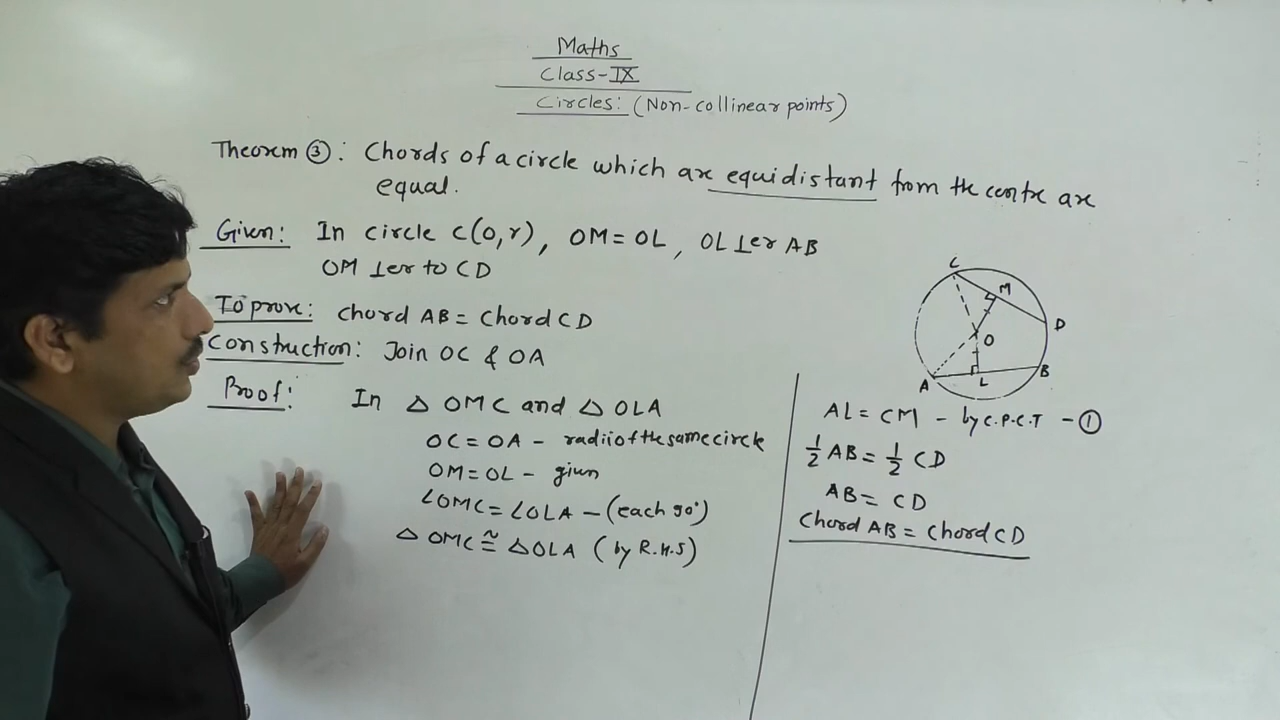 Maths
Class-IX
Circles: (Non-collinear points)
Theorem ③: Chords of a circle which are equidistant from the centre are
equal.
Given: In circle C(O,r), OM = OL, OL ⊥er AB
OM ⊥er to CD
To prove: chord AB = chord CD
Construction: Join OC & OA
Proof: In △ OMC and △ OLA
OC = OA - radii of the same circle
OM = OL - given
∠OMC = ∠OLA - (each 90°)
△ OMC ≅ △ OLA (by R.H.S)
C
M
D
O
A
L
B
AL = CM - by C.P.C.T - ①
1/2 AB = 1/2 CD
AB = CD
Chord AB = Chord CD